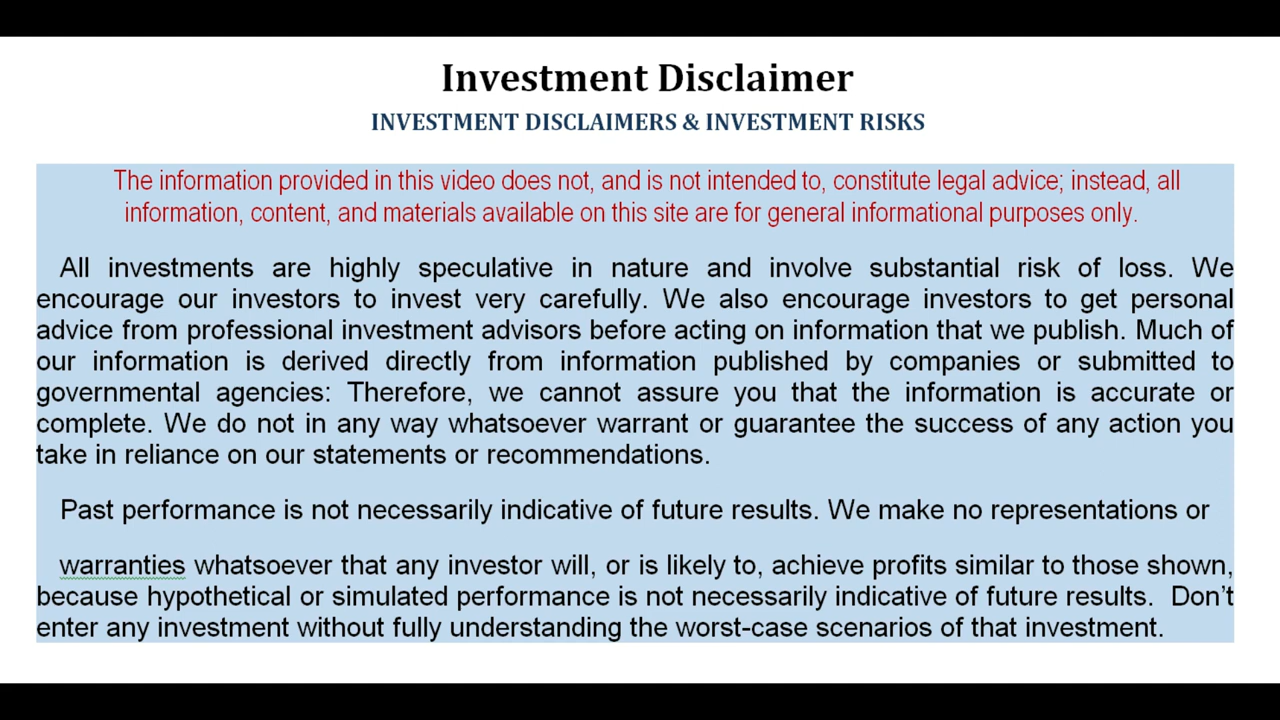 Investment Disclaimer
INVESTMENT DISCLAIMERS & INVESTMENT RISKS
The information provided in this video does not, and is not intended to, constitute legal advice; instead, all
information, content, and materials available on this site are for general informational purposes only.
All investments are highly speculative in nature and involve substantial risk of loss. We
encourage our investors to invest very carefully. We also encourage investors to get personal
advice from professional investment advisors before acting on information that we publish. Much of
our information is derived directly from information published by companies or submitted to
governmental agencies: Therefore, we cannot assure you that the information is accurate or
complete. We do not in any way whatsoever warrant or guarantee the success of any action you
take in reliance on our statements or recommendations.
Past performance is not necessarily indicative of future results. We make no representations or
warranties whatsoever that any investor will, or is likely to, achieve profits similar to those shown,
because hypothetical or simulated performance is not necessarily indicative of future results.  Don’t
enter any investment without fully understanding the worst-case scenarios of that investment.